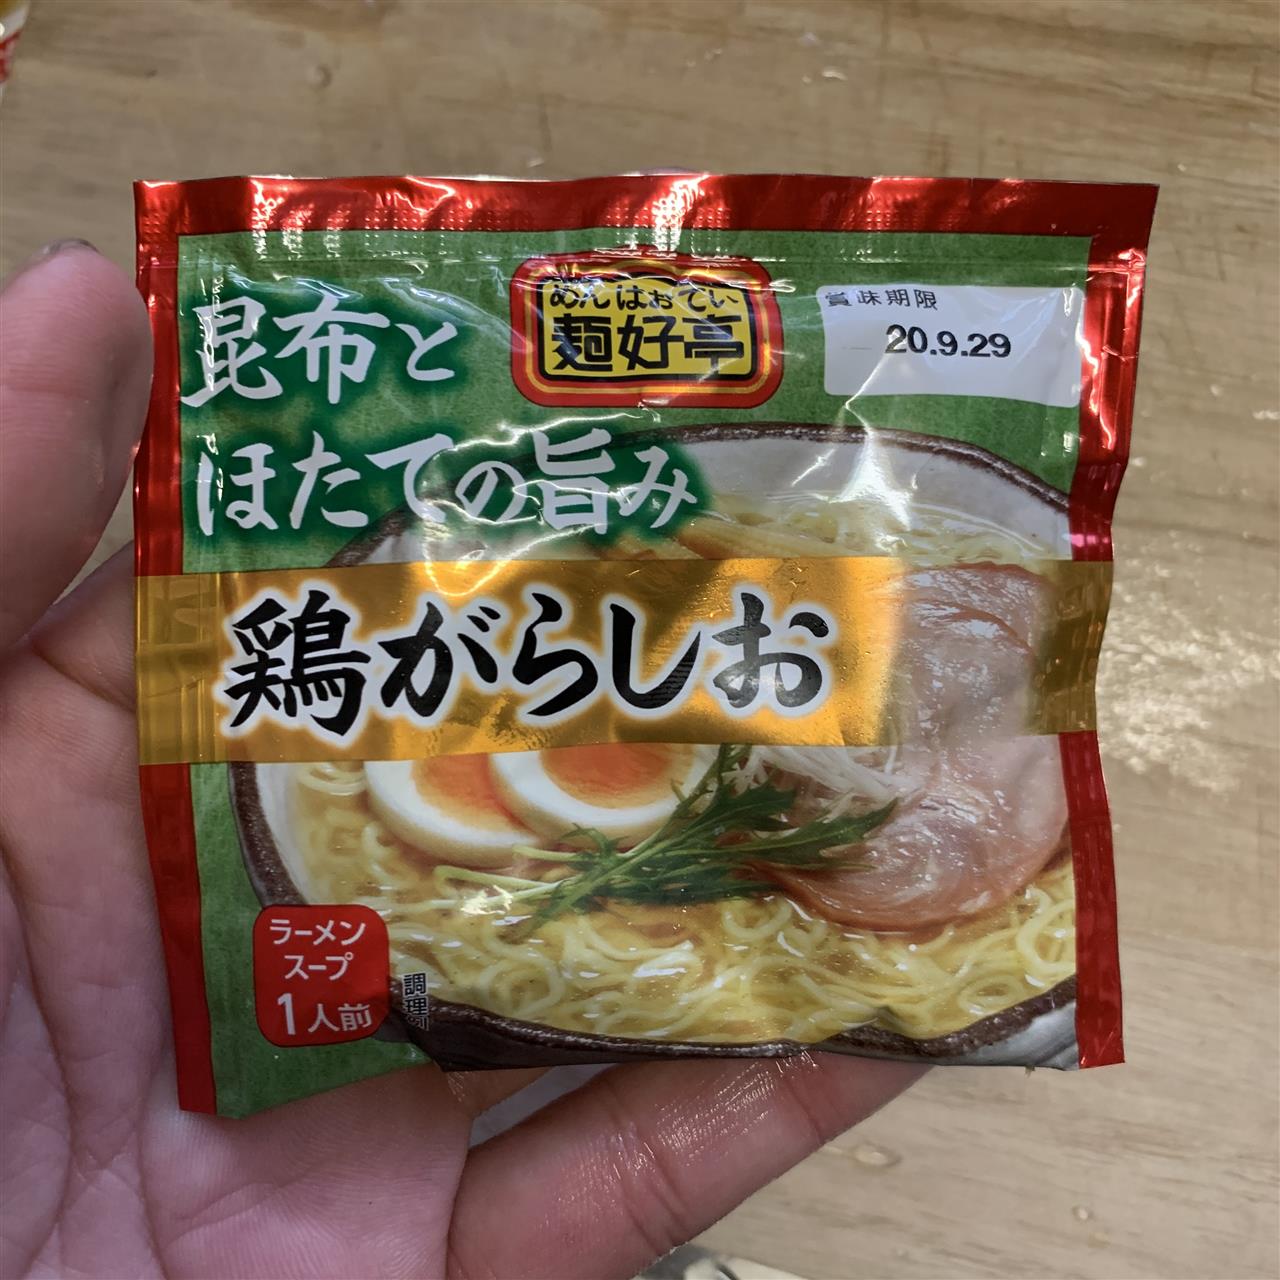 めんはおてい
麺好亭
賞味期限
20.9.29
昆布と
ほたての旨み
鶏がらしお
ラーメン
スープ
1人前